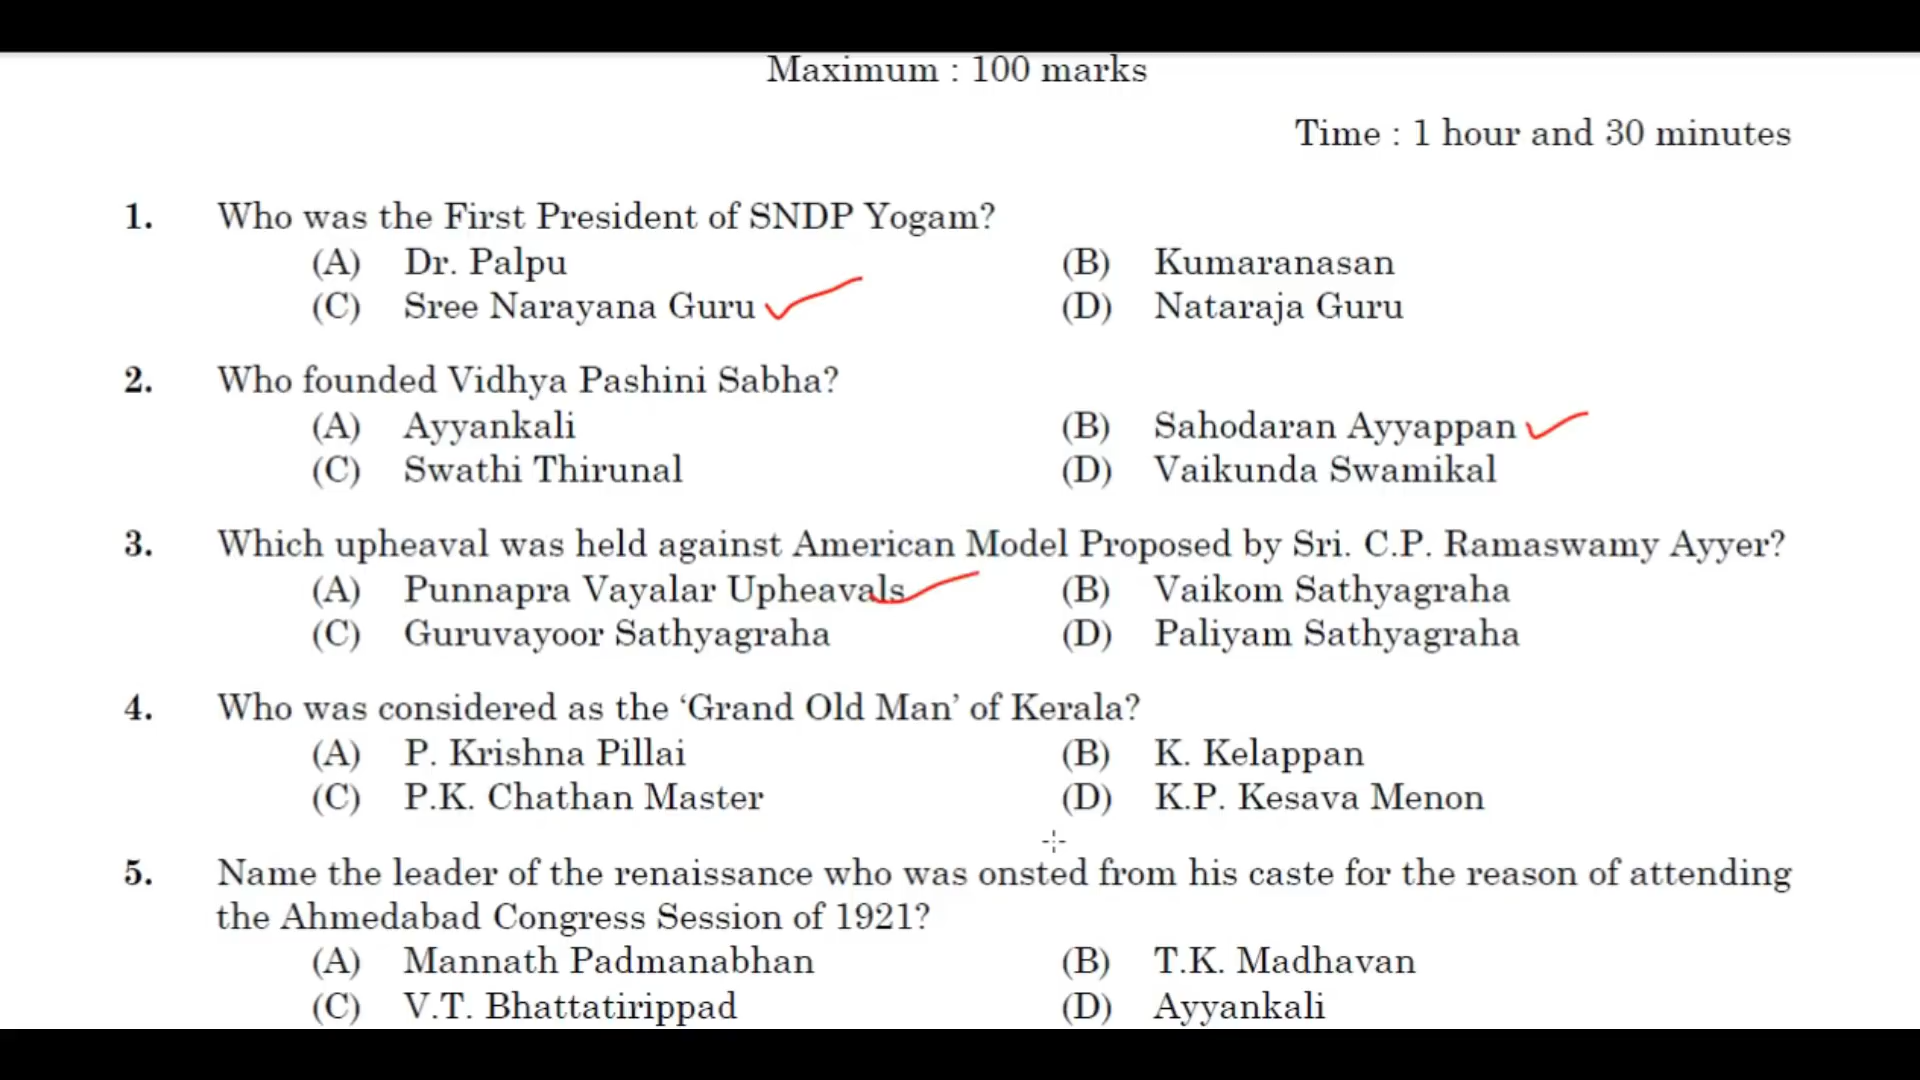 Maximum : 100 marks
Time : 1 hour and 30 minutes
1. Who was the First President of SNDP Yogam?
(A) Dr. Palpu (B) Kumaranasan
(C) Sree Narayana Guru (D) Nataraja Guru
2. Who founded Vidhya Pashini Sabha?
(A) Ayyankali (B) Sahodaran Ayyappan
(C) Swathi Thirunal (D) Vaikunda Swamikal
3. Which upheaval was held against American Model Proposed by Sri. C.P. Ramaswamy Ayyer?
(A) Punnapra Vayalar Upheavals (B) Vaikom Sathyagraha
(C) Guruvayoor Sathyagraha (D) Paliyam Sathyagraha
4. Who was considered as the ‘Grand Old Man’ of Kerala?
(A) P. Krishna Pillai (B) K. Kelappan
(C) P.K. Chathan Master (D) K.P. Kesava Menon
5. Name the leader of the renaissance who was onsted from his caste for the reason of attending
the Ahmedabad Congress Session of 1921?
(A) Mannath Padmanabhan (B) T.K. Madhavan
(C) V.T. Bhattatirippad (D) Ayyankali